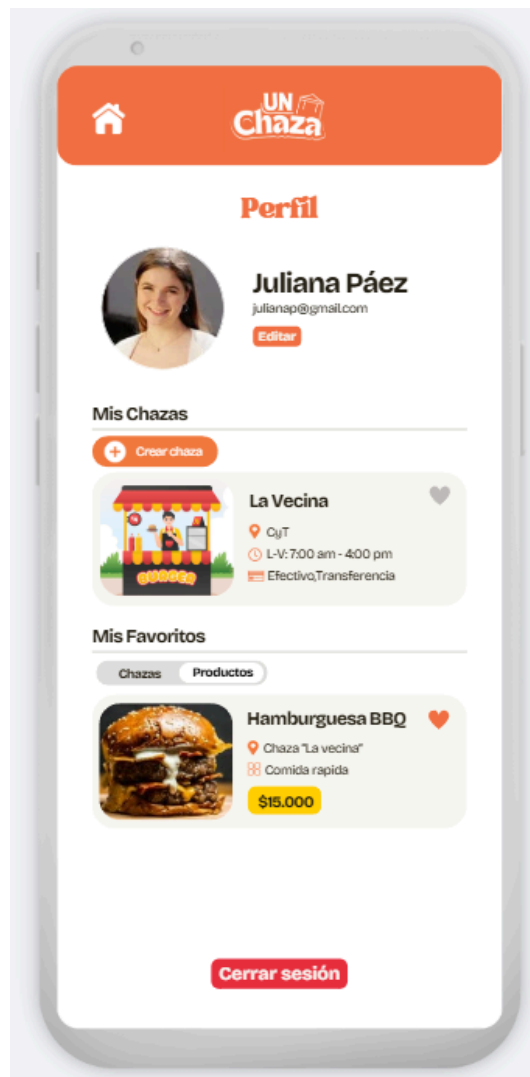 UN
Chaza
Perfil
Juliana Páez
julianap@gmail.com
Editar
Mis Chazas
Crear chaza
La Vecina
CyT
L-V: 7:00 am - 4:00 pm
Efectivo,Transferencia
BURGER
Mis Favoritos
Chazas Productos
Hamburguesa BBQ
Chaza "La vecina"
Comida rapida
$15.000
Cerrar sesión